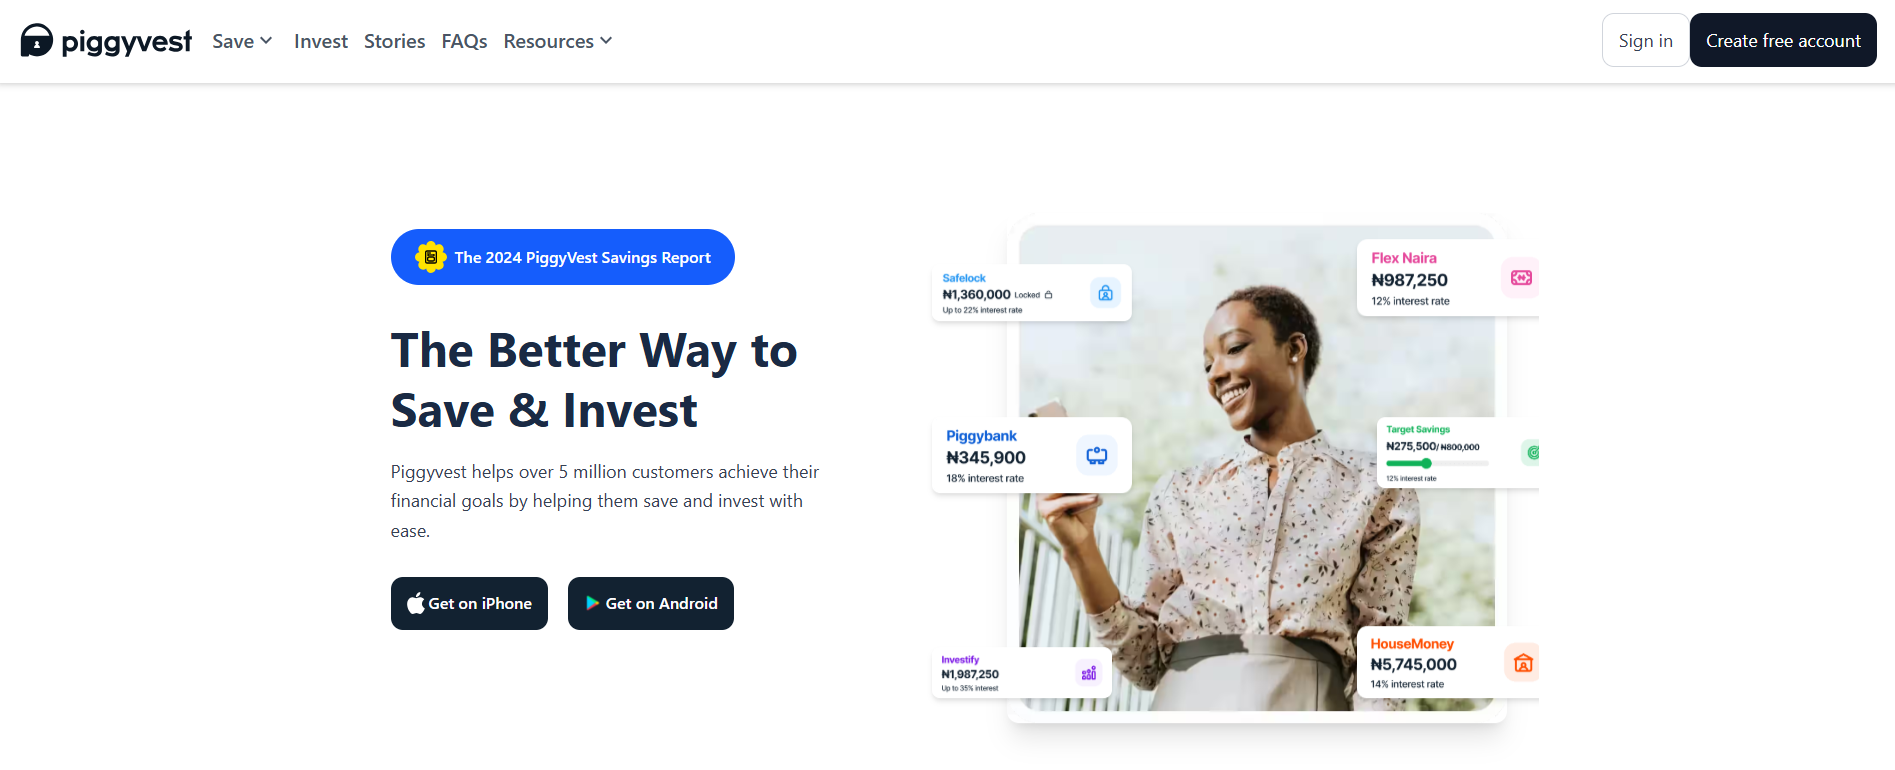 piggyvest Save Invest Stories FAQs Resources Sign in Create free account
The 2024 PiggyVest Savings Report
The Better Way to
Save & Invest
Piggyvest helps over 5 million customers achieve their
financial goals by helping them save and invest with
ease.
Get on iPhone Get on Android
Safelock
₦1,360,000 Locked
Up to 22% interest rate
Flex Naira
₦987,250
12% interest rate
Piggybank
₦345,900
18% interest rate
Target Savings
₦275,500/₦800,000
12% interest rate
Investify
₦1,987,250
Up to 35% interest
HouseMoney
₦5,745,000
14% interest rate